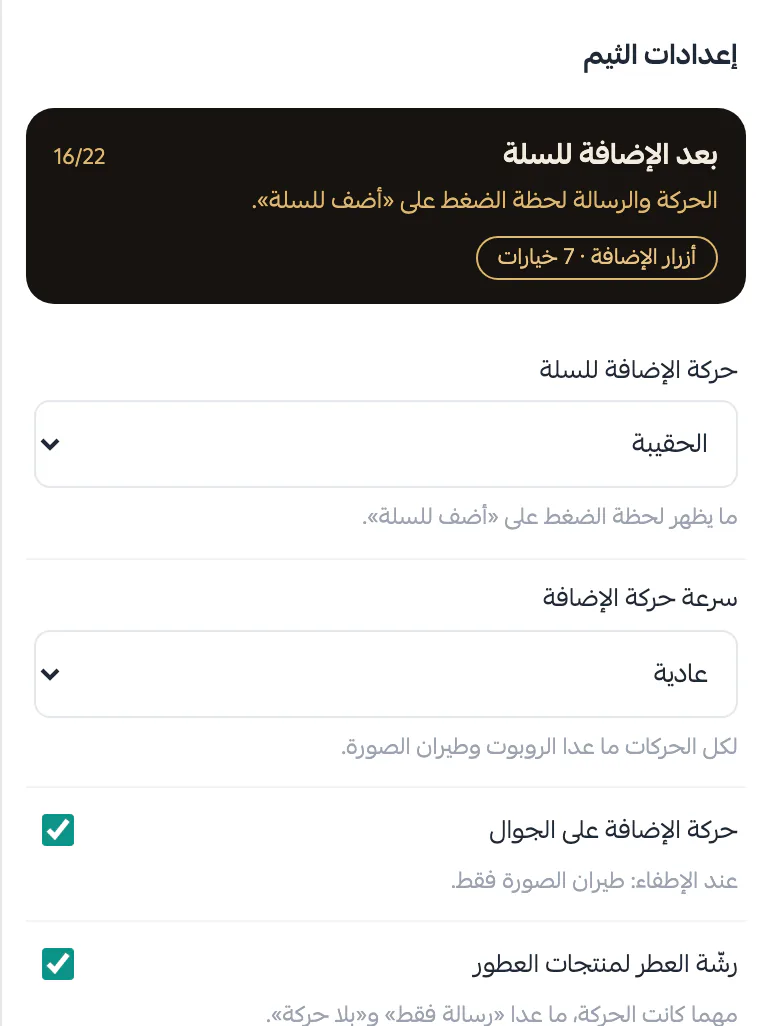 إعدادات الثيم
بعد الإضافة للسلة
16/22
الحركة والرسالة لحظة الضغط على «أضف للسلة».
أزرار الإضافة · 7 خيارات
حركة الإضافة للسلة
الحقيبة
ما يظهر لحظة الضغط على «أضف للسلة».
سرعة حركة الإضافة
عادية
لكل الحركات ما عدا الروبوت وطيران الصورة.
حركة الإضافة على الجوال
عند الإطفاء: طيران الصورة فقط.
رشّة العطر لمنتجات العطور
مهما كانت الحركة، ما عدا «رسالة فقط» و«بلا حركة».